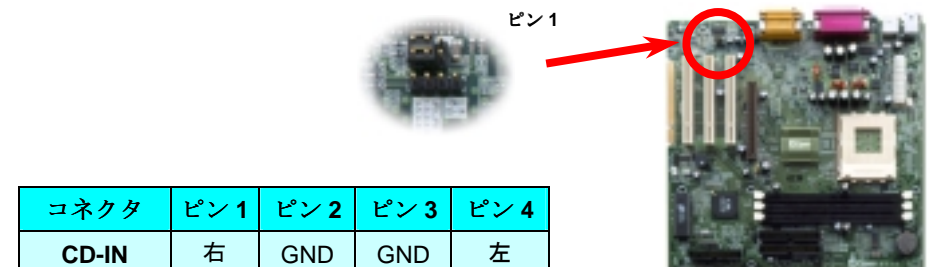 ピン 1
コネクタ ピン 1 ピン 2 ピン 3 ピン 4
CD-IN 右 GND GND 左